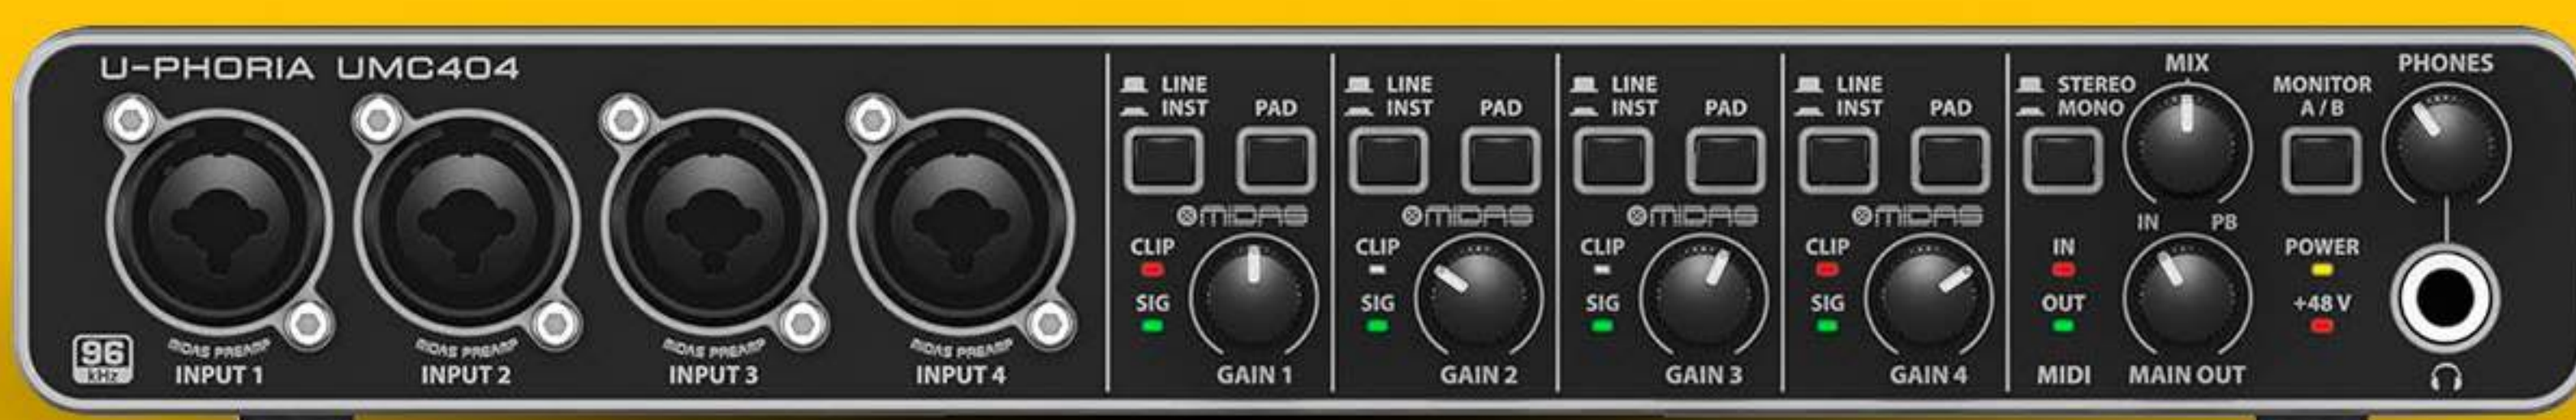 U-PHORIA UMC404
MIDAS PREAMP
INPUT 1
MIDAS PREAMP
INPUT 2
MIDAS PREAMP
INPUT 3
MIDAS PREAMP
INPUT 4
96
kHz
LINE
INST
PAD
MIDAS
CLIP
SIG
GAIN 1
LINE
INST
PAD
MIDAS
CLIP
SIG
GAIN 2
LINE
INST
PAD
MIDAS
CLIP
SIG
GAIN 3
LINE
INST
PAD
MIDAS
CLIP
SIG
GAIN 4
STEREO
MONO
MIX
IN PB
MONITOR
A / B
PHONES
IN
OUT
MIDI
MAIN OUT
POWER
+48 V